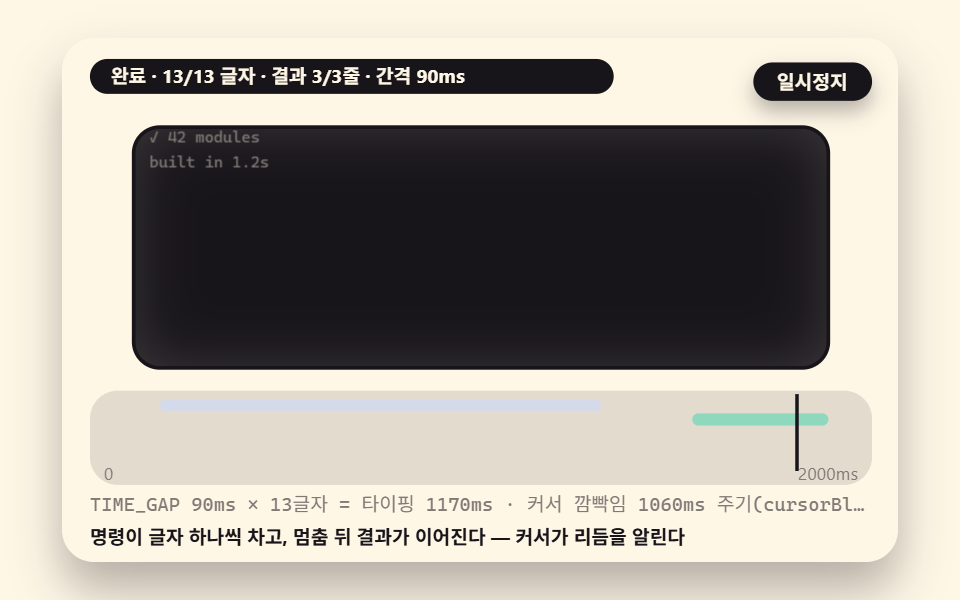 완료 · 13/13 글자 · 결과 3/3줄 · 간격 90ms
일시정지
√ 42 modules
built in 1.2s
0
2000ms
TIME_GAP 90ms × 13글자 = 타이핑 1170ms · 커서 깜빡임 1060ms 주기(cursorBl…
명령이 글자 하나씩 차고, 멈춤 뒤 결과가 이어진다 — 커서가 리듬을 알린다